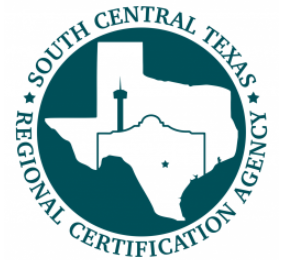 SOUTH CENTRAL TEXAS
REGIONAL CERTIFICATION AGENCY